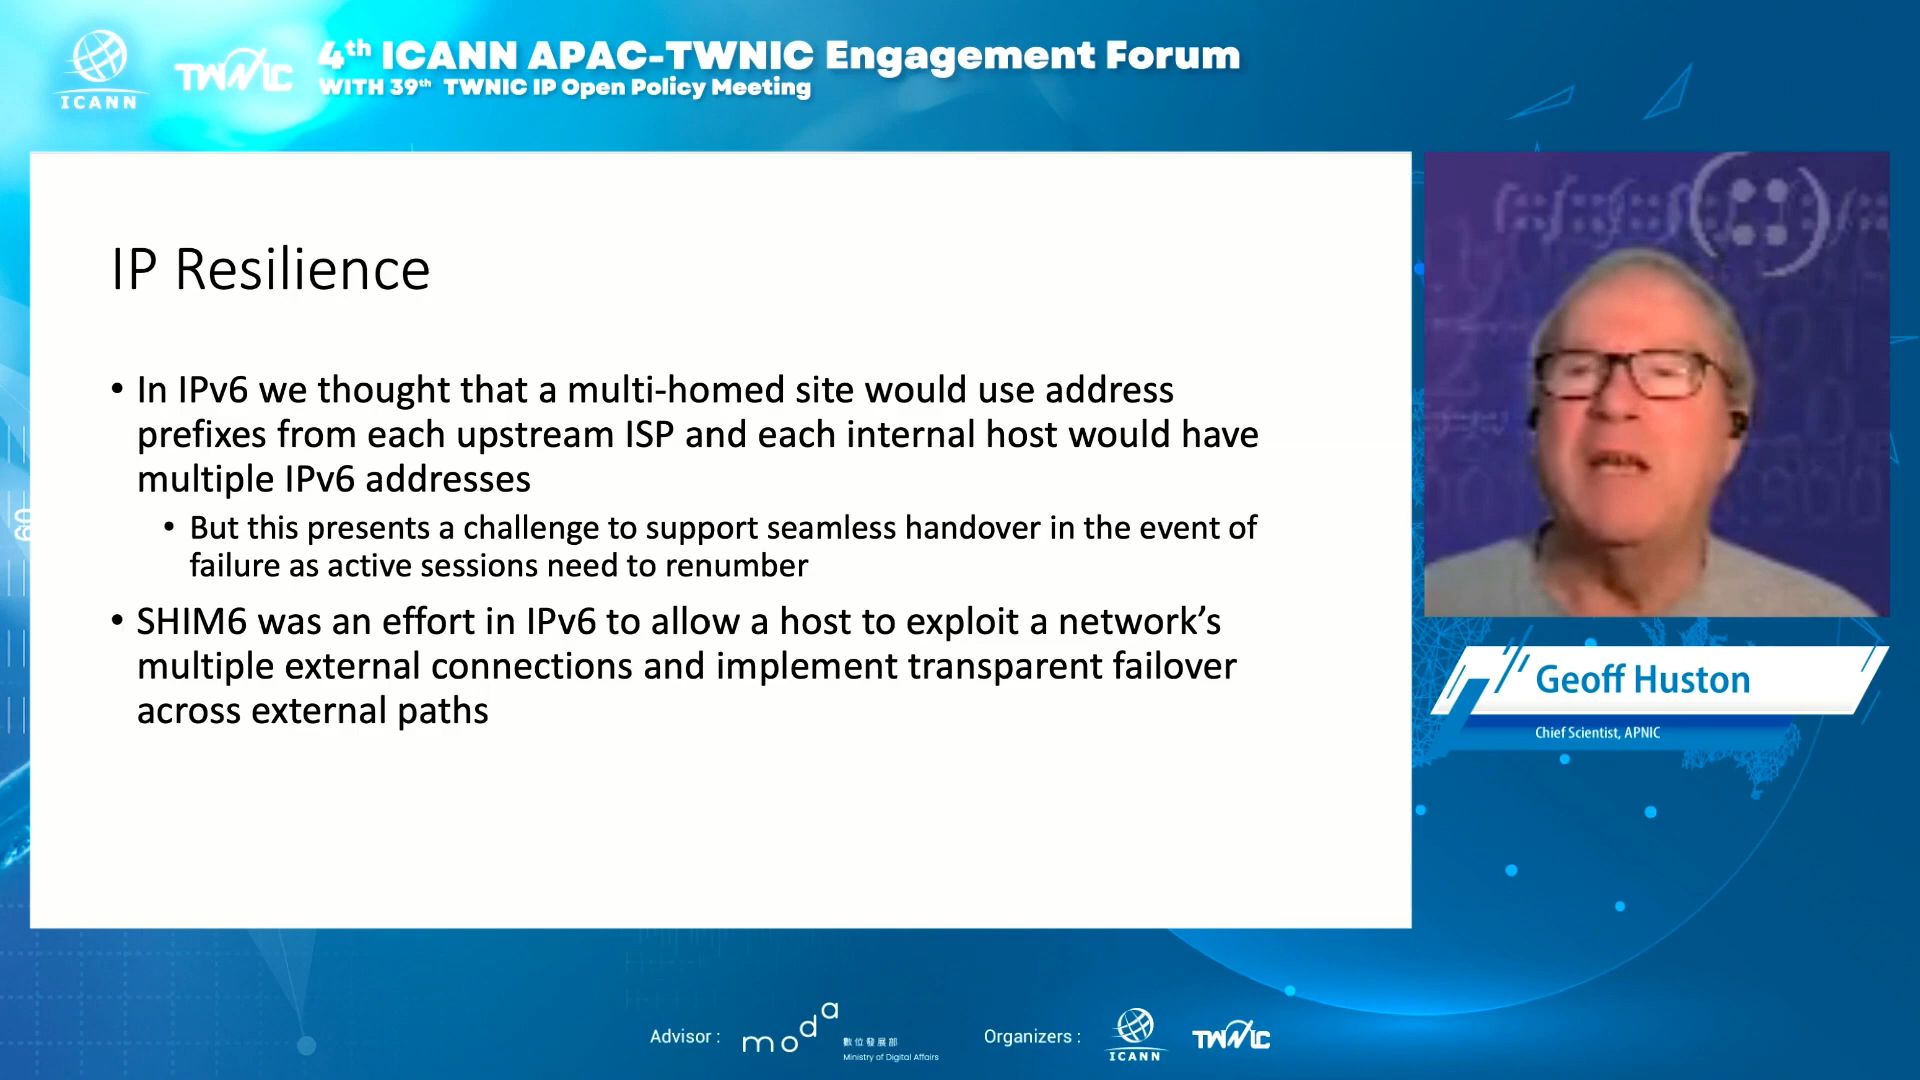 ICANN
TWNIC
4th ICANN APAC-TWNIC Engagement Forum
WITH 39th TWNIC IP Open Policy Meeting
IP Resilience
• In IPv6 we thought that a multi-homed site would use address
prefixes from each upstream ISP and each internal host would have
multiple IPv6 addresses
• But this presents a challenge to support seamless handover in the event of
failure as active sessions need to renumber
• SHIM6 was an effort in IPv6 to allow a host to exploit a network’s
multiple external connections and implement transparent failover
across external paths
Geoff Huston
Chief Scientist, APNIC
Advisor :
moda
數位發展部
Ministry of Digital Affairs
Organizers :
ICANN
TWNIC